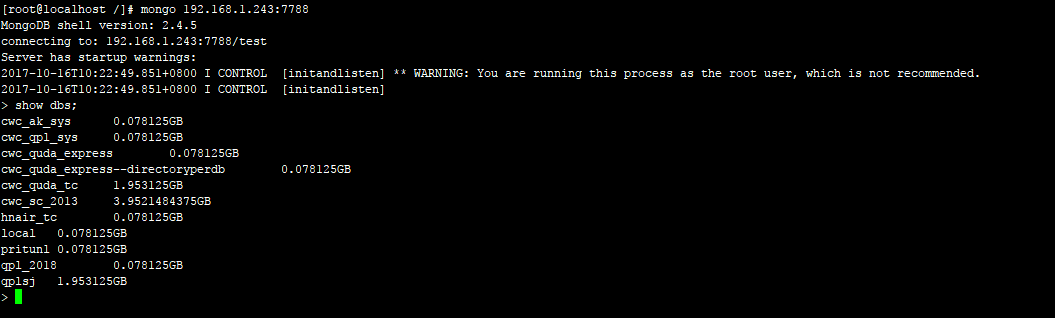 [root@localhost /]# mongo 192.168.1.243:7788
MongoDB shell version: 2.4.5
connecting to: 192.168.1.243:7788/test
Server has startup warnings:
2017-10-16T10:22:49.851+0800 I CONTROL  [initandlisten] ** WARNING: You are running this process as the root user, which is not recommended.
2017-10-16T10:22:49.851+0800 I CONTROL  [initandlisten]
> show dbs;
cwc_ak_sys      0.078125GB
cwc_qpl_sys     0.078125GB
cwc_quda_express        0.078125GB
cwc_quda_express--directoryperdb        0.078125GB
cwc_quda_tc     1.953125GB
cwc_sc_2013     3.9521484375GB
hnair_tc        0.078125GB
local   0.078125GB
pritunl 0.078125GB
qpl_2018        0.078125GB
qplsj   1.953125GB
>